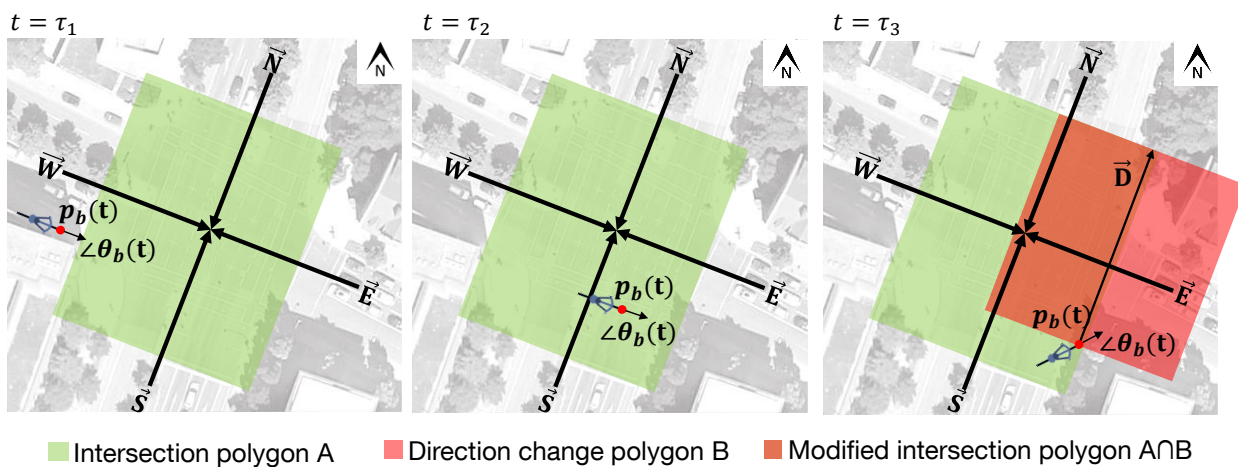 t = τ₁
N
N⃗
W⃗
p_b(t)
∠θ_b(t)
E⃗
S⃗
t = τ₂
N
N⃗
W⃗
p_b(t)
∠θ_b(t)
E⃗
S⃗
t = τ₃
N
N⃗
W⃗
D⃗
E⃗
p_b(t)
∠θ_b(t)
S⃗
Intersection polygon A
Direction change polygon B
Modified intersection polygon A∩B